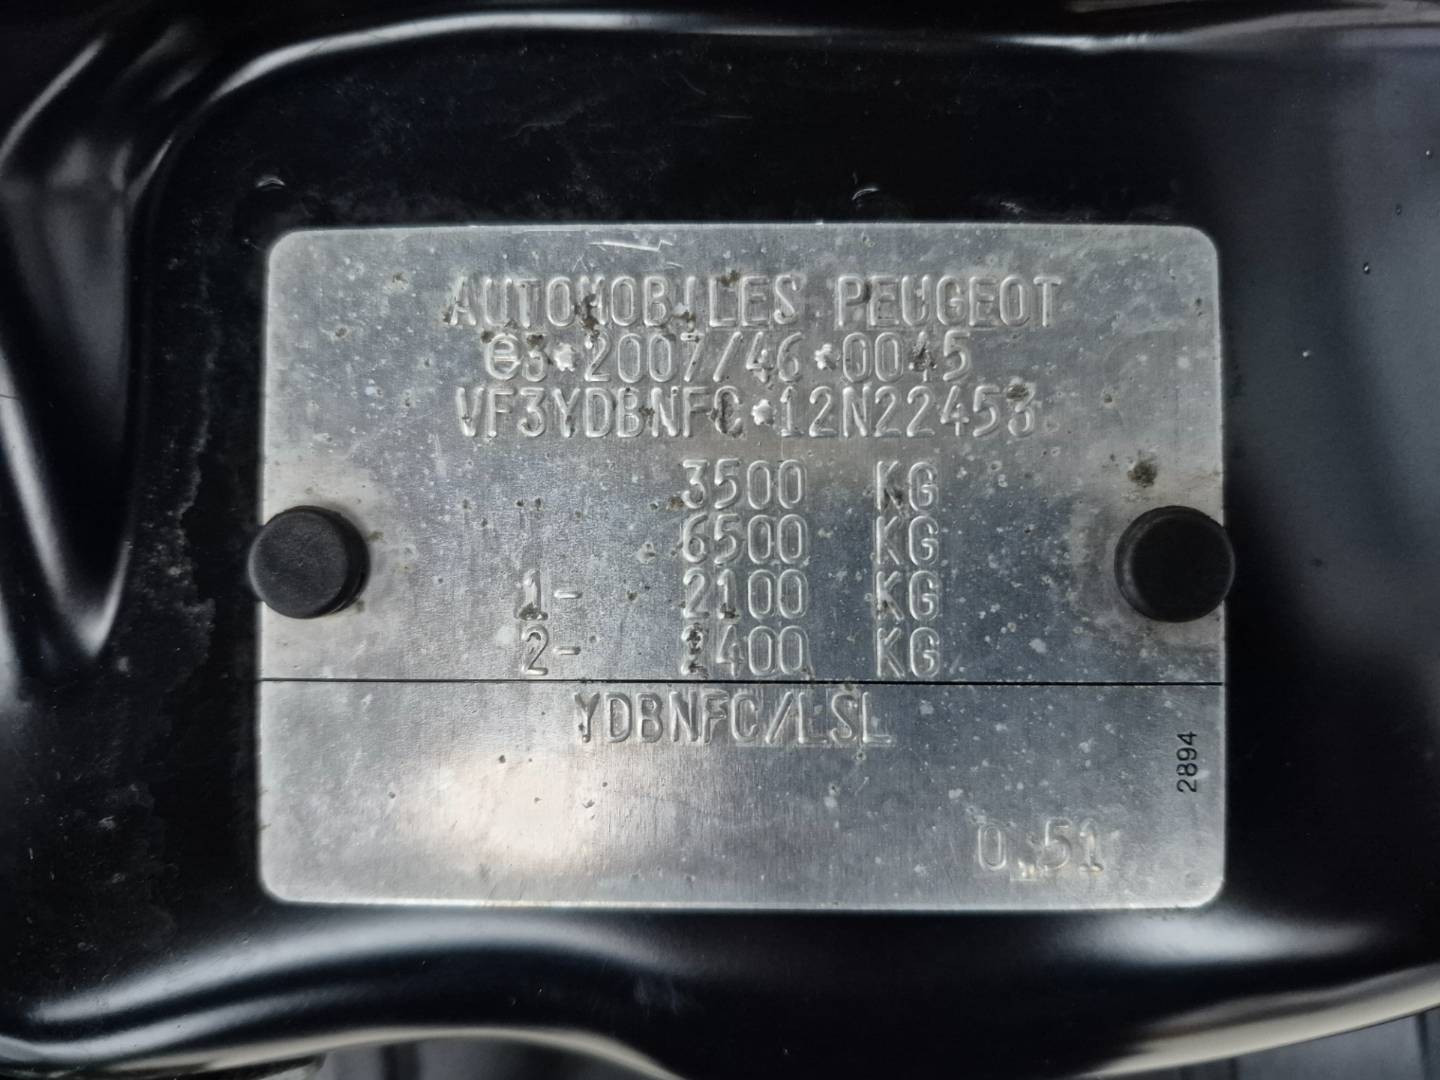 AUTOMOBILES PEUGEOT
e3*2007/46*0045
VF3YDBNFC*12N22453
3500 KG
6500 KG
1- 2100 KG
2- 2400 KG
YDBNFC/LSL
2894
0.51